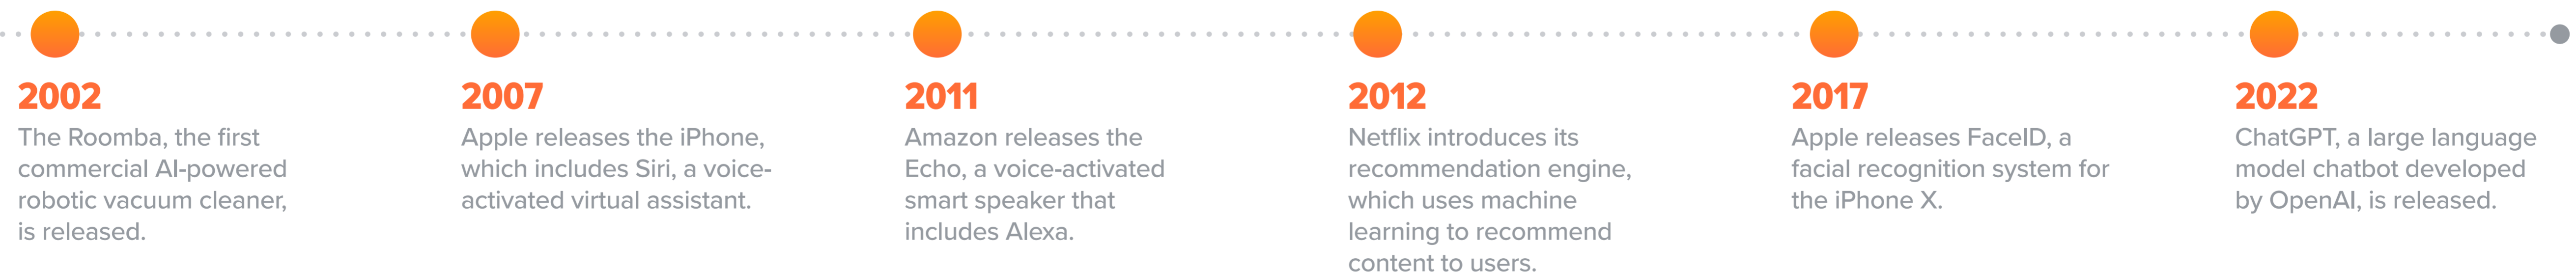 2002
The Roomba, the first
commercial AI-powered
robotic vacuum cleaner,
is released.
2007
Apple releases the iPhone,
which includes Siri, a voice-
activated virtual assistant.
2011
Amazon releases the
Echo, a voice-activated
smart speaker that
includes Alexa.
2012
Netflix introduces its
recommendation engine,
which uses machine
learning to recommend
content to users.
2017
Apple releases FaceID, a
facial recognition system for
the iPhone X.
2022
ChatGPT, a large language
model chatbot developed
by OpenAI, is released.